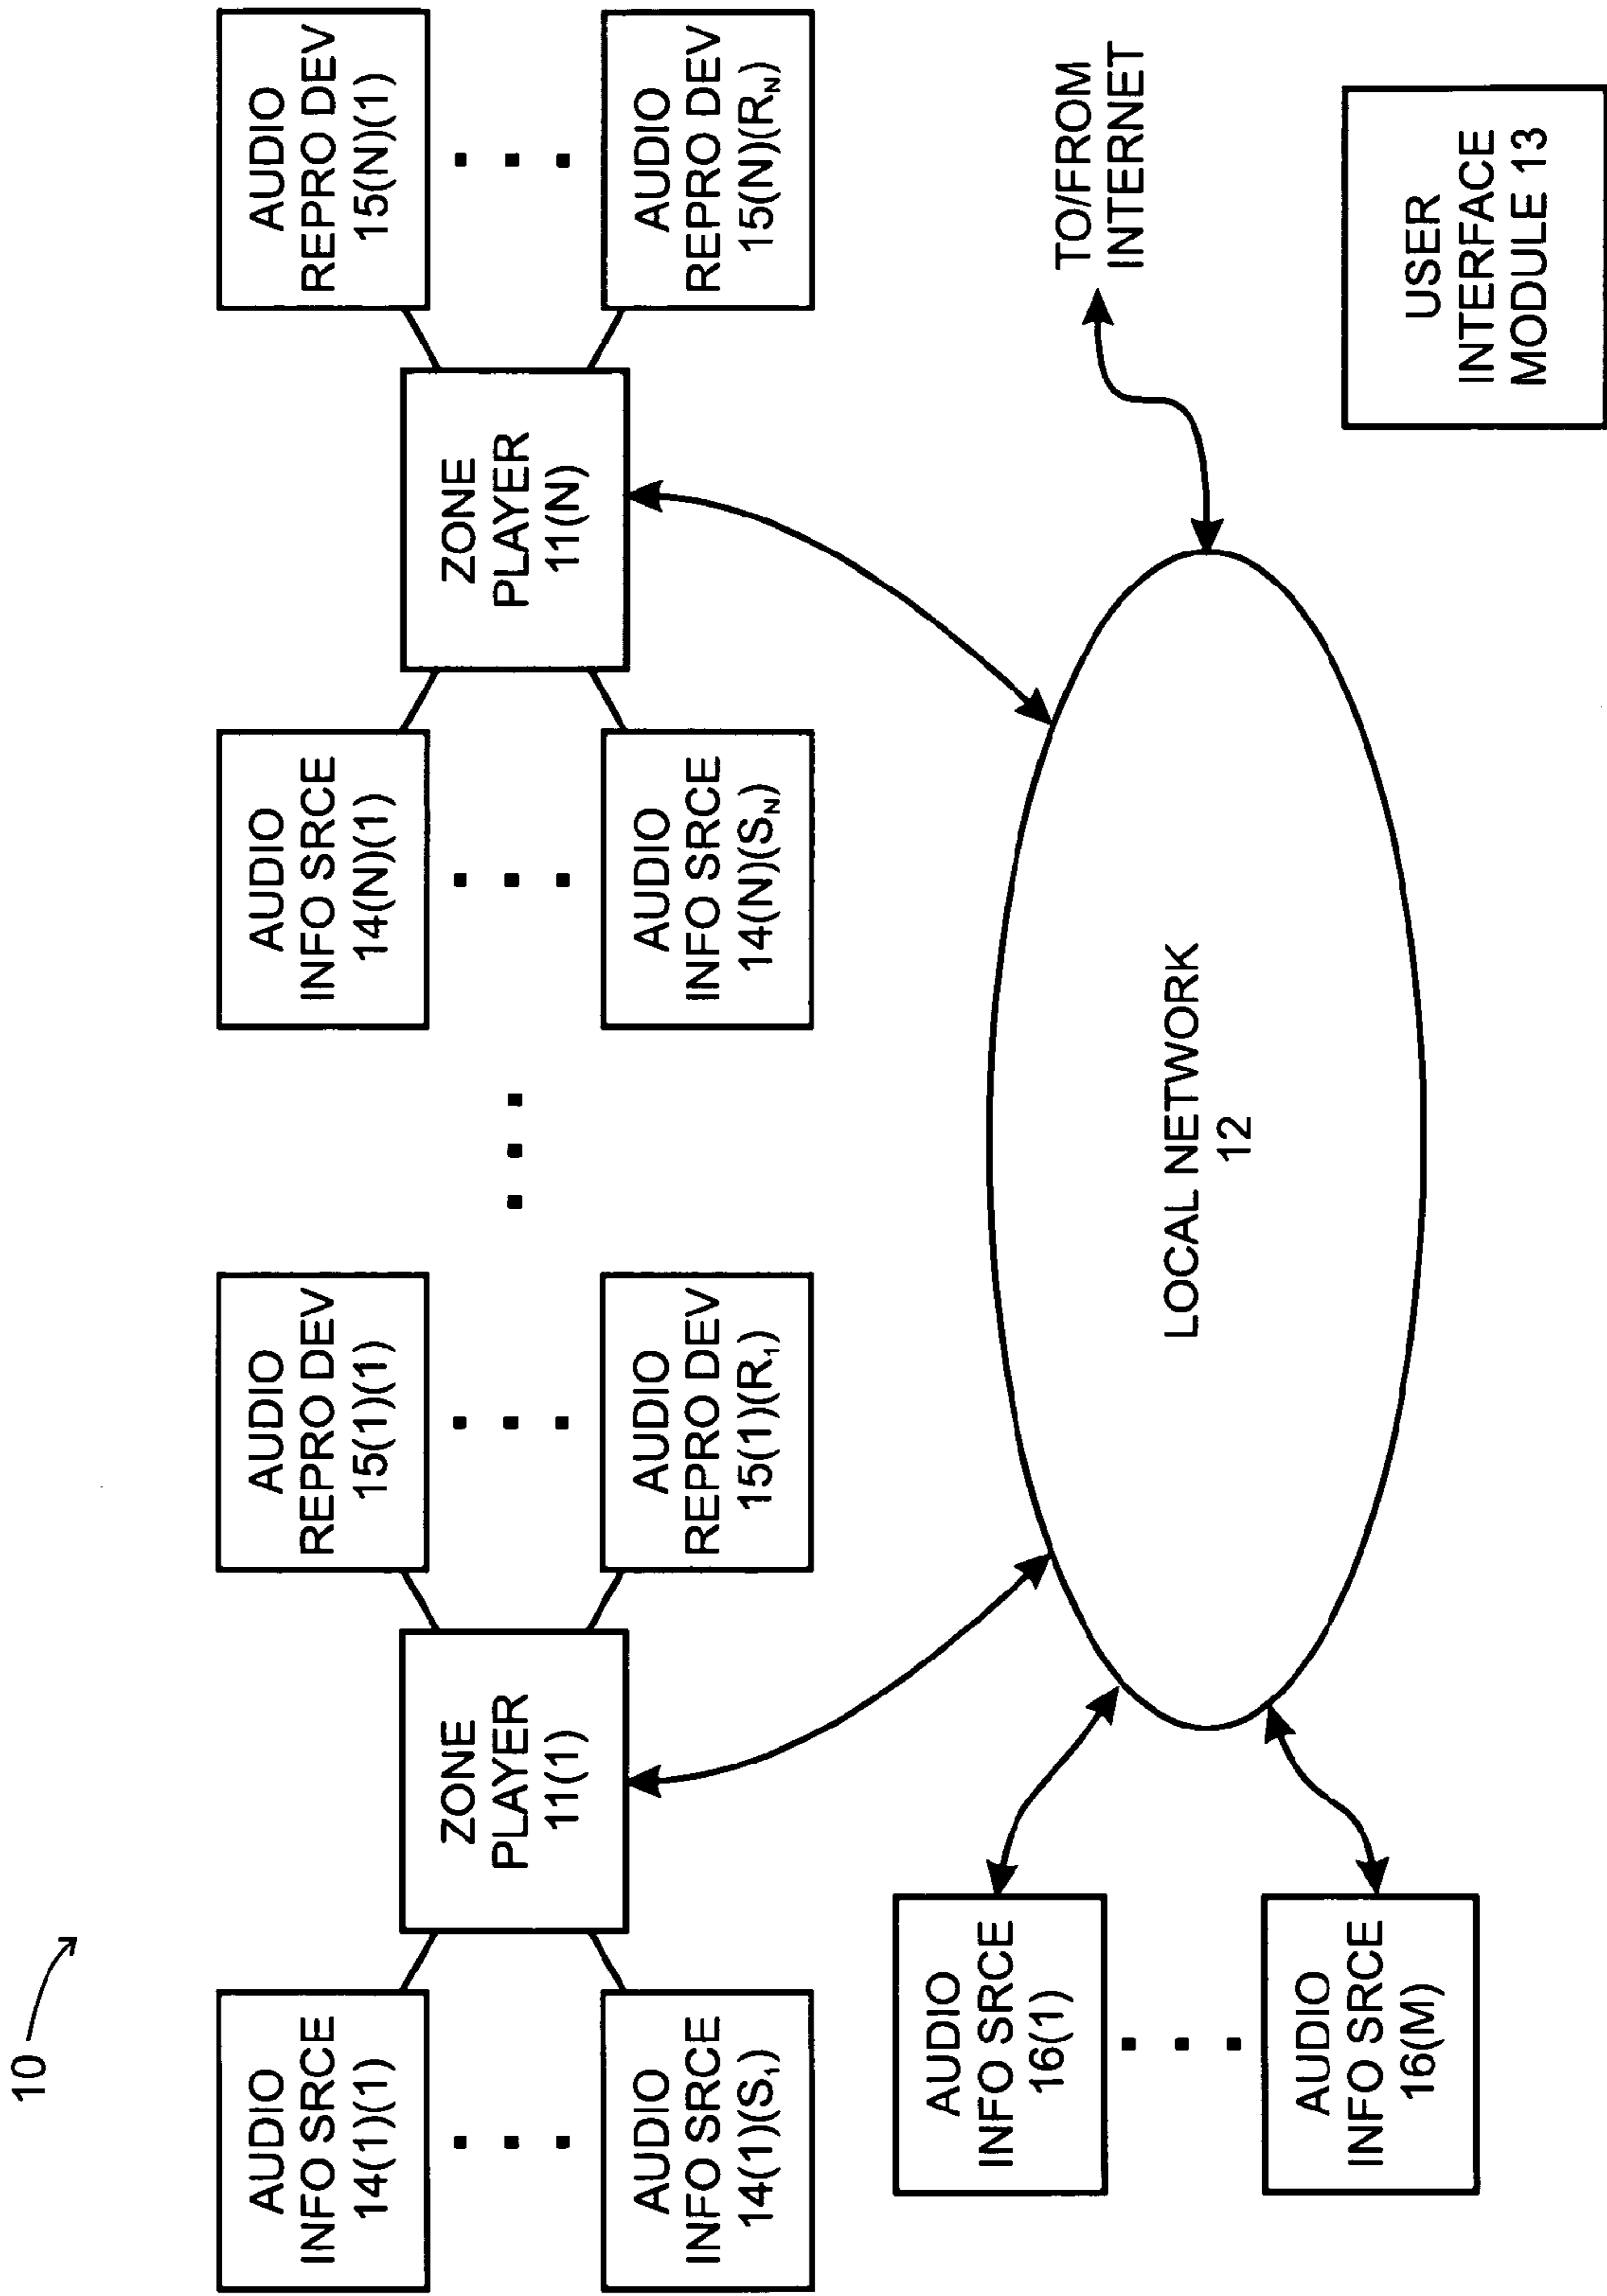 10
AUDIO
INFO SRCE
14(1)(1)
AUDIO
INFO SRCE
14(1)(S₁)
ZONE
PLAYER
11(1)
AUDIO
REPRO DEV
15(1)(1)
AUDIO
REPRO DEV
15(1)(R₁)
AUDIO
INFO SRCE
14(N)(1)
AUDIO
INFO SRCE
14(N)(S_N)
ZONE
PLAYER
11(N)
AUDIO
REPRO DEV
15(N)(1)
AUDIO
REPRO DEV
15(N)(R_N)
AUDIO
INFO SRCE
16(1)
AUDIO
INFO SRCE
16(M)
LOCAL NETWORK
12
TO/FROM
INTERNET
USER
INTERFACE
MODULE 13